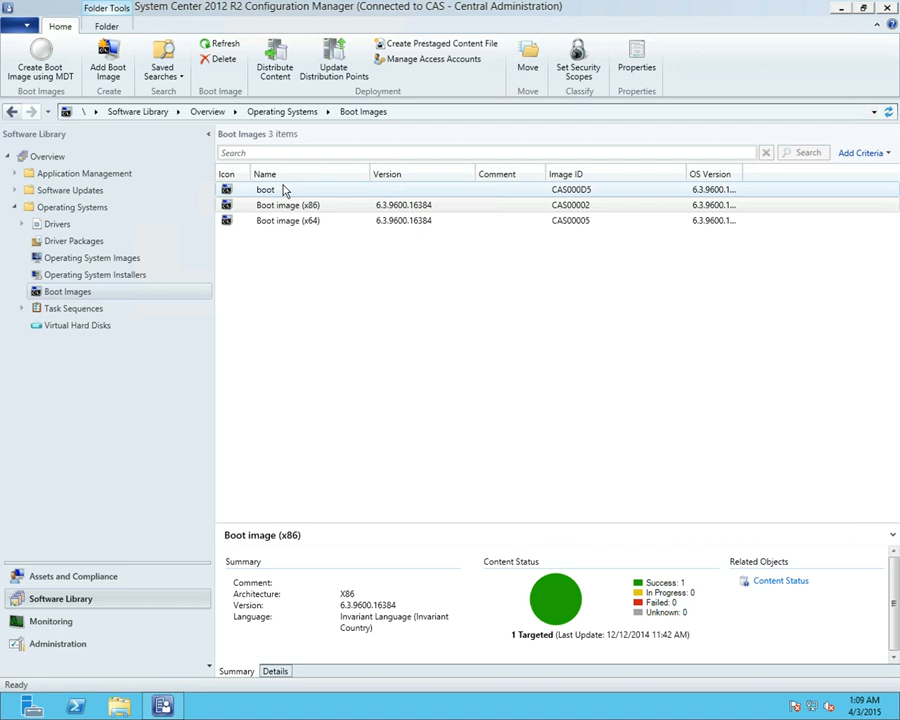 Folder Tools System Center 2012 R2 Configuration Manager (Connected to CAS - Central Administration)
Home Folder
Create Boot Image using MDT
Boot Images
Add Boot Image
Create
Saved Searches
Search
Refresh
Delete
Boot Image
Distribute Content
Update Distribution Points
Create Prestaged Content File
Manage Access Accounts
Deployment
Move
Move
Set Security Scopes
Classify
Properties
Properties
\ Software Library Overview Operating Systems Boot Images
Software Library
Overview
Application Management
Software Updates
Operating Systems
Drivers
Driver Packages
Operating System Images
Operating System Installers
Boot Images
Task Sequences
Virtual Hard Disks
Assets and Compliance
Software Library
Monitoring
Administration
Boot Images 3 items
Search Search Add Criteria
Icon Name Version Comment Image ID OS Version
boot CAS000D5 6.3.9600.1...
Boot image (x86) 6.3.9600.16384 CAS00002 6.3.9600.1...
Boot image (x64) 6.3.9600.16384 CAS00005 6.3.9600.1...
Boot image (x86)
Summary
Comment:
Architecture: X86
Version: 6.3.9600.16384
Language: Invariant Language (Invariant
Country)
Content Status
Success: 1
In Progress: 0
Failed: 0
Unknown: 0
1 Targeted (Last Update: 12/12/2014 11:42 AM)
Related Objects
Content Status
Summary Details
Ready
1:09 AM
4/3/2015